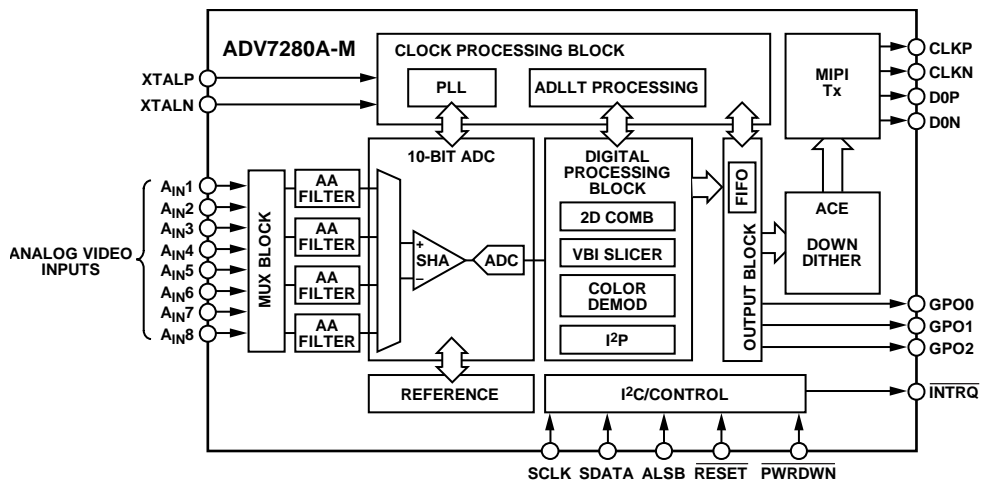 ADV7280A-M
CLOCK PROCESSING BLOCK
PLL
ADLLT PROCESSING
XTALP
XTALN
MIPI
Tx
CLKP
CLKN
D0P
D0N
10-BIT ADC
DIGITAL
PROCESSING
BLOCK
2D COMB
VBI SLICER
COLOR
DEMOD
I²P
FIFO
OUTPUT BLOCK
ACE
DOWN
DITHER
ANALOG VIDEO
INPUTS
AIN1
AIN2
AIN3
AIN4
AIN5
AIN6
AIN7
AIN8
MUX BLOCK
AA
FILTER
AA
FILTER
AA
FILTER
AA
FILTER
+
SHA
–
ADC
GPO0
GPO1
GPO2
REFERENCE
I²C/CONTROL
INTRQ
SCLK
SDATA
ALSB
RESET
PWRDWN